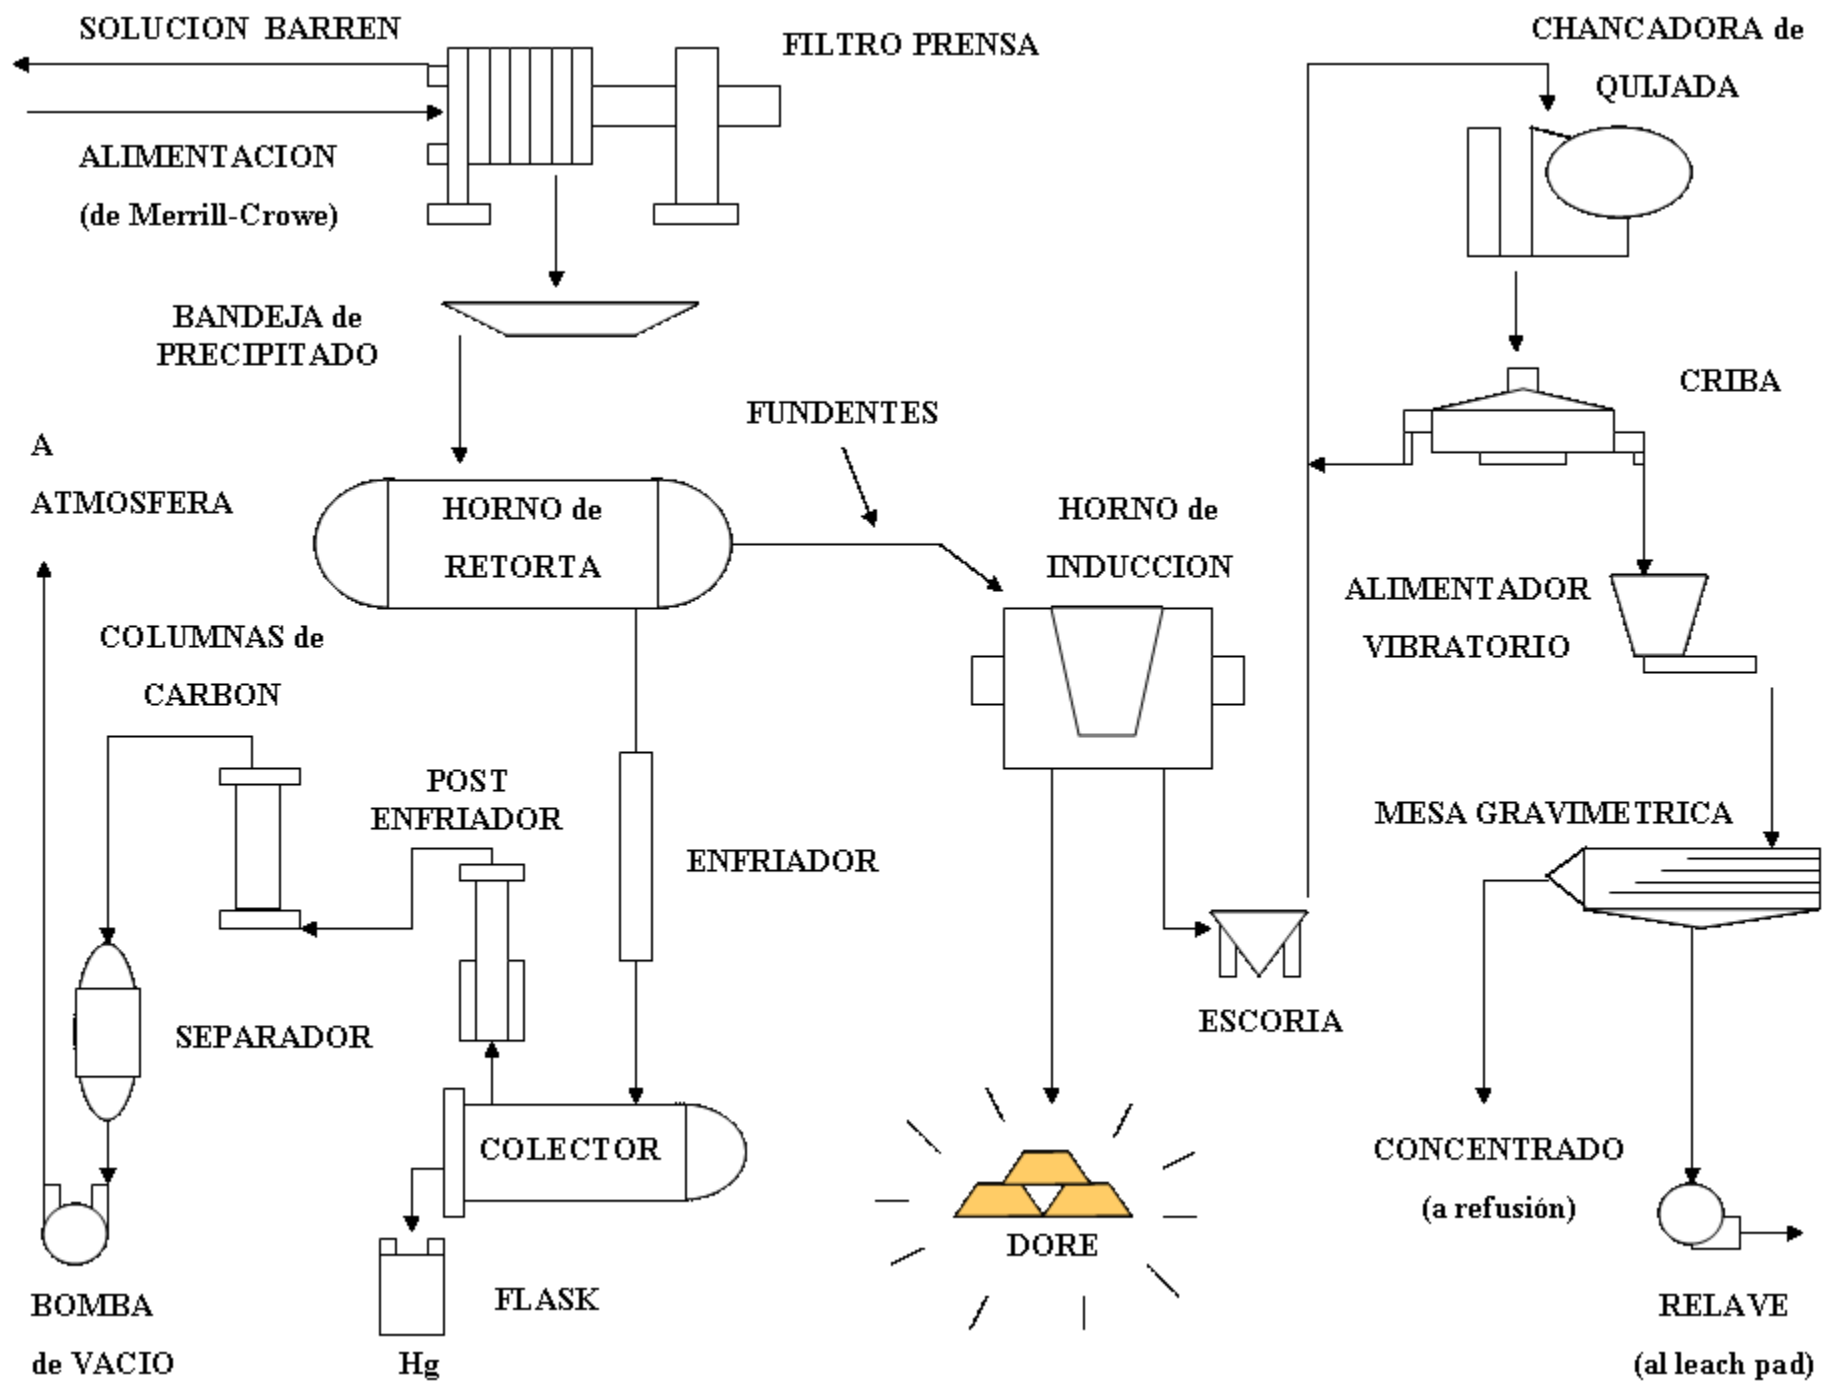 SOLUCION BARREN
FILTRO PRENSA
CHANCADORA de
QUIJADA
ALIMENTACION
(de Merrill-Crowe)
BANDEJA de
PRECIPITADO
CRIBA
FUNDENTES
A
ATMOSFERA
HORNO de
RETORTA
HORNO de
INDUCCION
ALIMENTADOR
VIBRATORIO
COLUMNAS de
CARBON
POST
ENFRIADOR
ENFRIADOR
MESA GRAVIMETRICA
SEPARADOR
ESCORIA
COLECTOR
CONCENTRADO
(a refusión)
DORE
BOMBA
de VACIO
FLASK
Hg
RELAVE
(al leach pad)